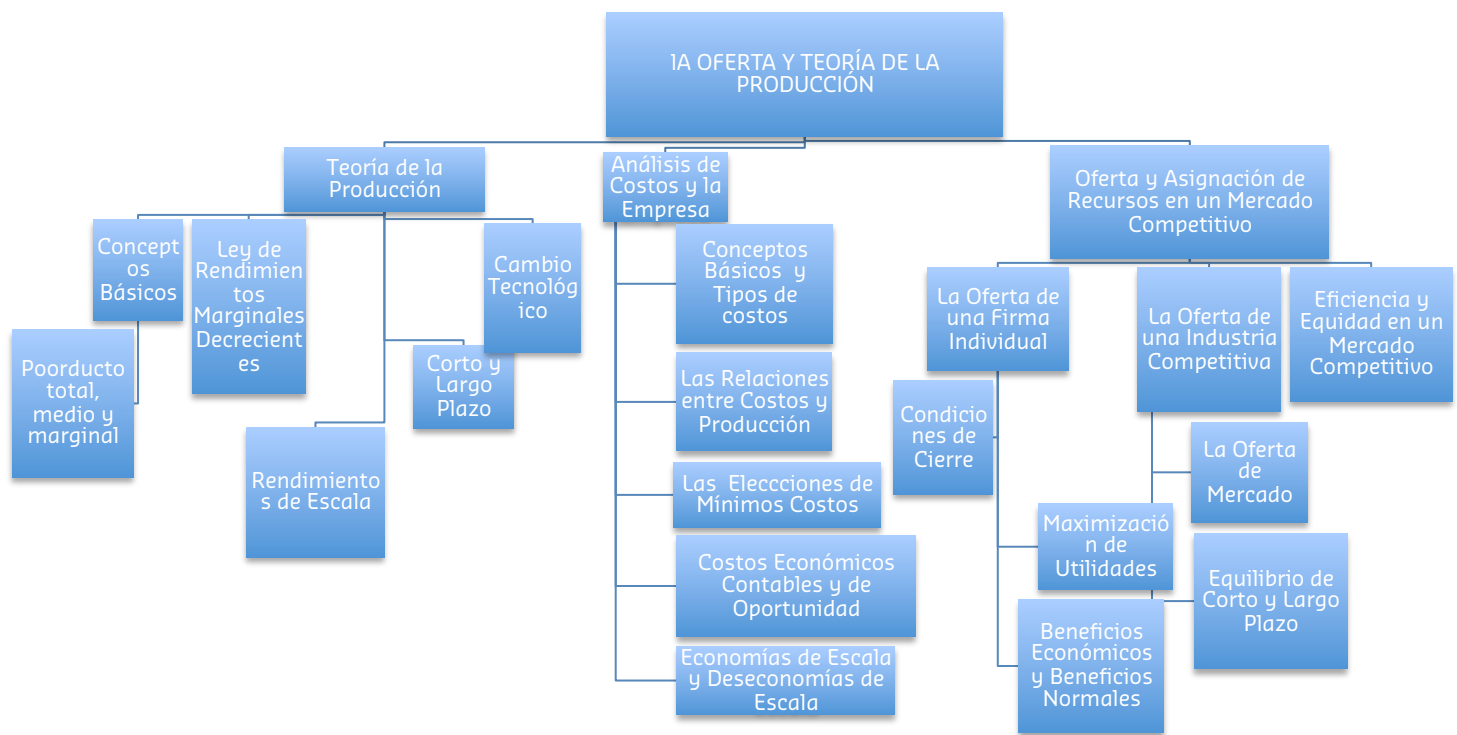 lA OFERTA Y TEORÍA DE LA
PRODUCCIÓN
Teoría de la
Producción
Concept
os
Básicos
Poorducto
total,
medio y
marginal
Ley de
Rendimien
tos
Marginales
Decrecient
es
Rendimiento
s de Escala
Corto y
Largo
Plazo
Cambio
Tecnológ
ico
Análisis de
Costos y la
Empresa
Conceptos
Básicos y
Tipos de
costos
Las Relaciones
entre Costos y
Producción
Las Eleccciones de
Mínimos Costos
Costos Económicos
Contables y de
Oportunidad
Economías de Escala
y Deseconomías de
Escala
Oferta y Asignación de
Recursos en un Mercado
Competitivo
La Oferta de
una Firma
Individual
Condicio
nes de
Cierre
Maximizació
n de
Utilidades
Beneficios
Económicos
y Beneficios
Normales
La Oferta de
una Industria
Competitiva
La Oferta
de
Mercado
Equilibrio de
Corto y Largo
Plazo
Eficiencia y
Equidad en un
Mercado
Competitivo